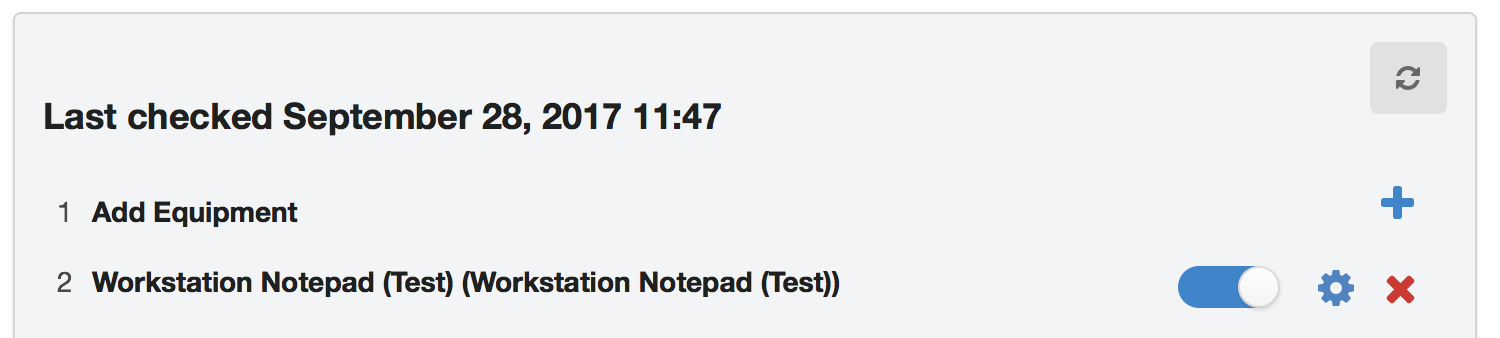 Last checked September 28, 2017 11:47
1 Add Equipment
2 Workstation Notepad (Test) (Workstation Notepad (Test))